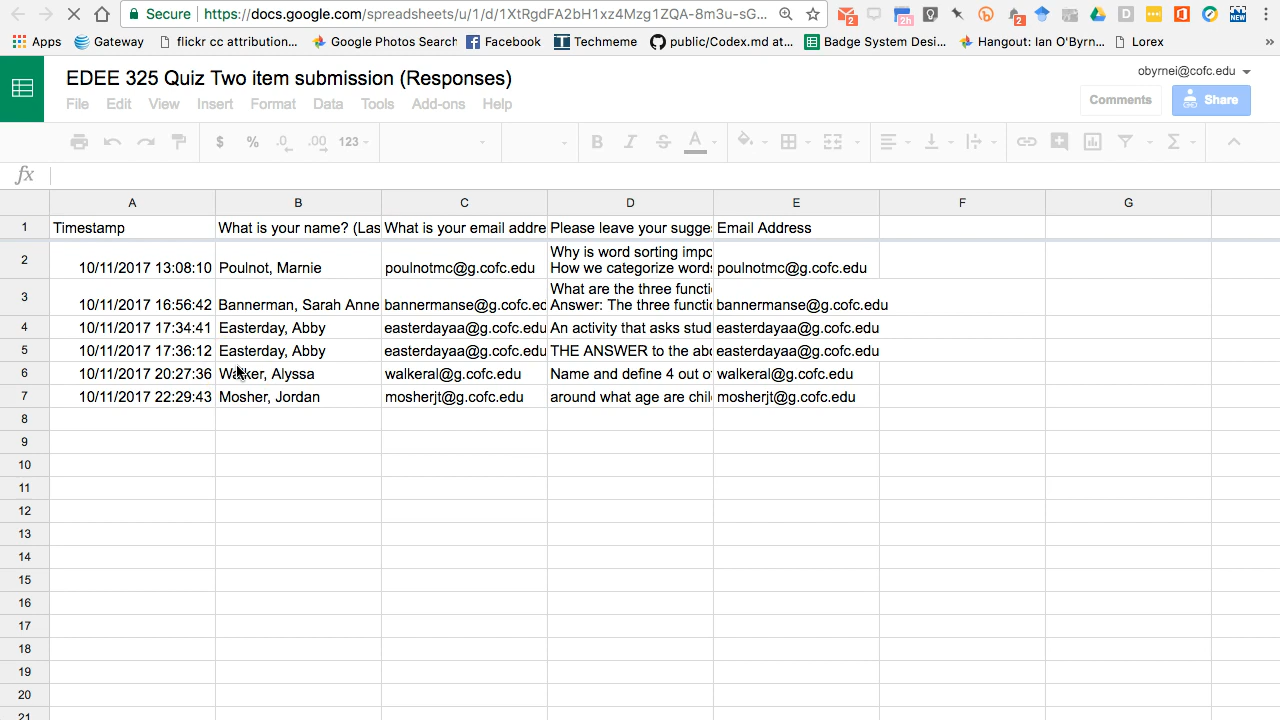 Secure https://docs.google.com/spreadsheets/u/1/d/1XtRgdFA2bH1xz4Mzg1ZQA-8m3u-sG...
Apps Gateway flickr cc attribution... Google Photos Search Facebook Techmeme public/Codex.md at... Badge System Desi... Hangout: Ian O'Byrn... Lorex »
EDEE 325 Quiz Two item submission (Responses)
obyrnei@cofc.edu
File Edit View Insert Format Data Tools Add-ons Help
Comments Share
$ % .0 .00 123 B I S A Σ
fx
A B C D E F G
1 Timestamp What is your name? (Las What is your email addre Please leave your sugge Email Address
2 10/11/2017 13:08:10 Poulnot, Marnie poulnotmc@g.cofc.edu Why is word sorting impo
How we categorize words poulnotmc@g.cofc.edu
3 10/11/2017 16:56:42 Bannerman, Sarah Anne bannermanse@g.cofc.ec What are the three functi
Answer: The three functio bannermanse@g.cofc.edu
4 10/11/2017 17:34:41 Easterday, Abby easterdayaa@g.cofc.edu An activity that asks stud easterdayaa@g.cofc.edu
5 10/11/2017 17:36:12 Easterday, Abby easterdayaa@g.cofc.edu THE ANSWER to the abo easterdayaa@g.cofc.edu
6 10/11/2017 20:27:36 Walker, Alyssa walkeral@g.cofc.edu Name and define 4 out of walkeral@g.cofc.edu
7 10/11/2017 22:29:43 Mosher, Jordan mosherjt@g.cofc.edu around what age are chil mosherjt@g.cofc.edu
8
9
10
11
12
13
14
15
16
17
18
19
20
21